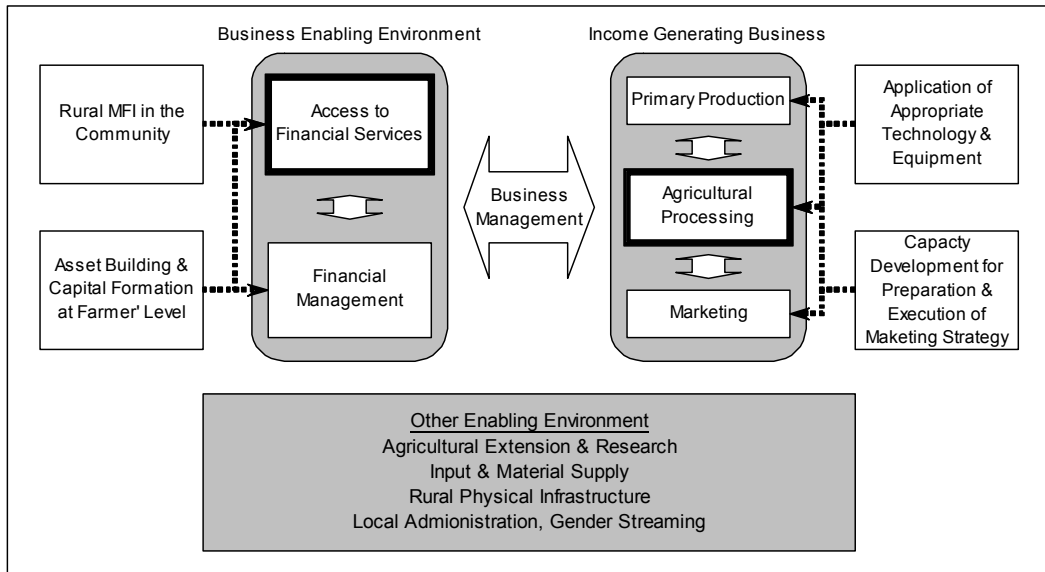 Business Enabling Environment
Income Generating Business
Rural MFI in the
Community
Access to
Financial Services
Primary Production
Application of
Appropriate
Technology &
Equipment
Business
Management
Agricultural
Processing
Asset Building &
Capital Formation
at Farmer' Level
Financial
Management
Marketing
Capacty
Development for
Preparation &
Execution of
Maketing Strategy
Other Enabling Environment
Agricultural Extension & Research
Input & Material Supply
Rural Physical Infrastructure
Local Admionistration, Gender Streaming